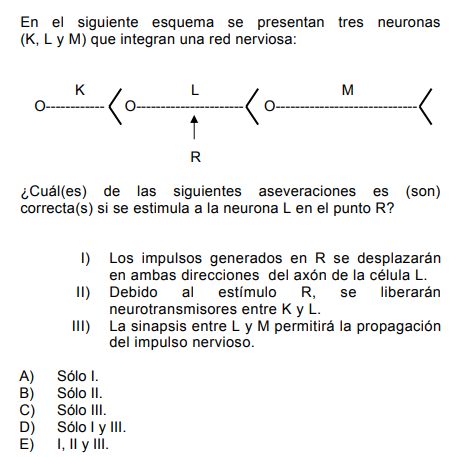 En el siguiente esquema se presentan tres neuronas
(K, L y M) que integran una red nerviosa:
K L M
O O O
R
¿Cuál(es) de las siguientes aseveraciones es (son)
correcta(s) si se estimula a la neurona L en el punto R?
I) Los impulsos generados en R se desplazarán
en ambas direcciones del axón de la célula L.
II) Debido al estímulo R, se liberarán
neurotransmisores entre K y L.
III) La sinapsis entre L y M permitirá la propagación
del impulso nervioso.
A) Sólo I.
B) Sólo II.
C) Sólo III.
D) Sólo I y III.
E) I, II y III.